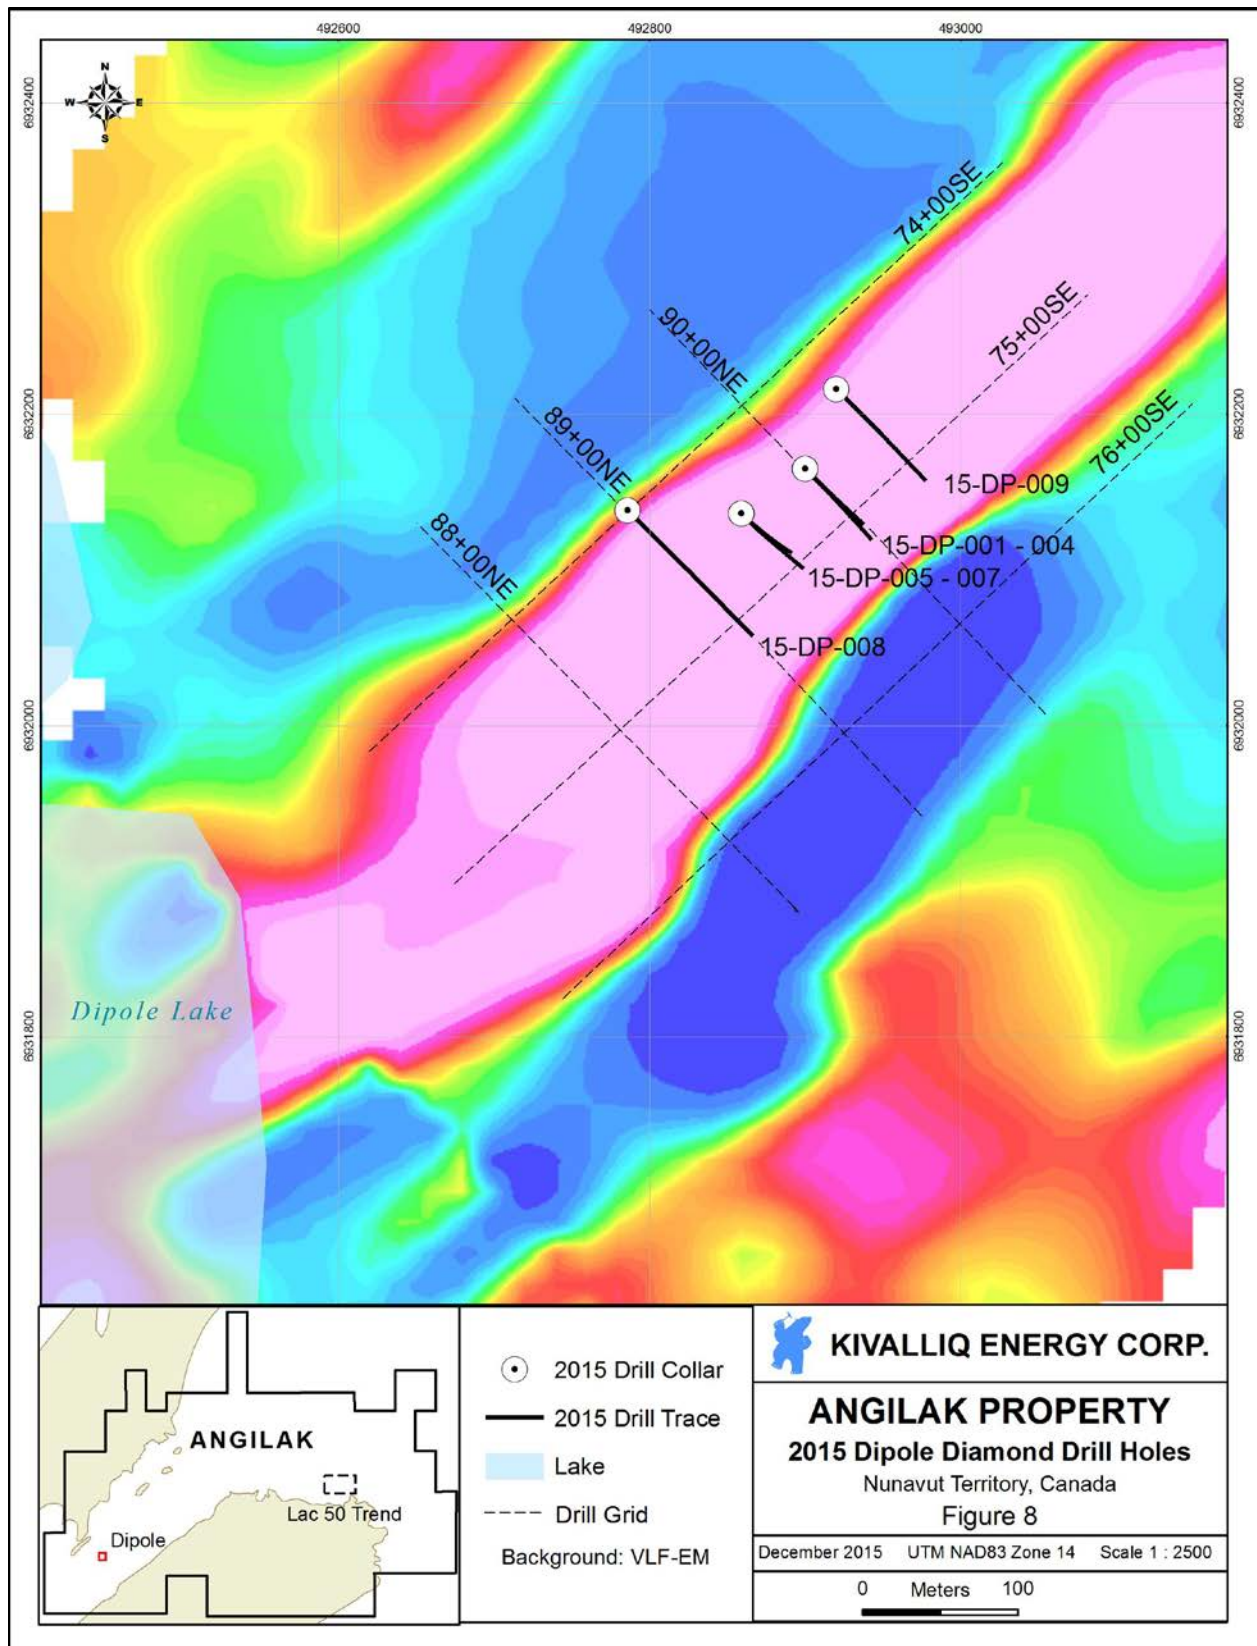 492600
492800
493000
N
W
E
S
6932400
6932400
74+00SE
90+00NE
75+00SE
6932200
6932200
89+00NE
76+00SE
15-DP-009
88+00NE
15-DP-001 - 004
15-DP-005 - 007
15-DP-008
6932000
6932000
Dipole Lake
6931800
6931800
ANGILAK
Lac 50 Trend
Dipole
2015 Drill Collar
2015 Drill Trace
Lake
Drill Grid
Background: VLF-EM
KIVALLIQ ENERGY CORP.
ANGILAK PROPERTY
2015 Dipole Diamond Drill Holes
Nunavut Territory, Canada
Figure 8
December 2015 UTM NAD83 Zone 14 Scale 1 : 2500
0 Meters 100